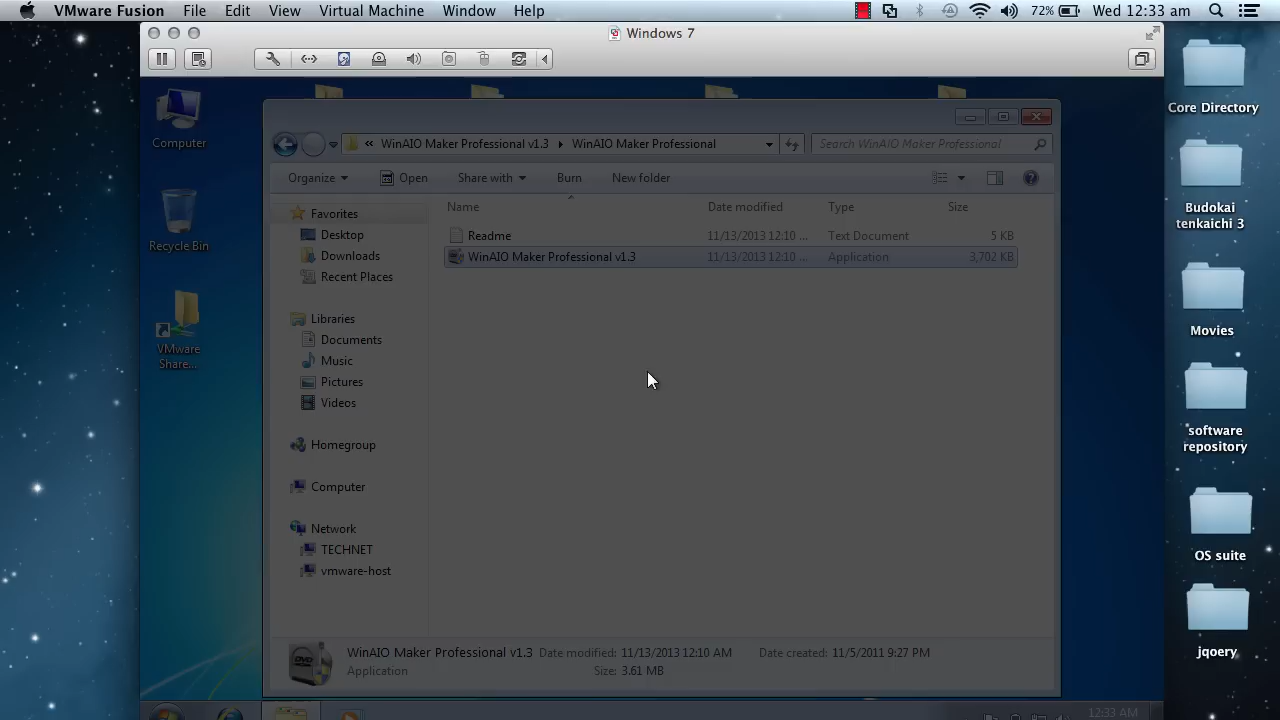 VMware Fusion File Edit View Virtual Machine Window Help 72% Wed 12:33 am
Windows 7
Computer
Recycle Bin
VMware
Share...
WinAIO Maker Professional v1.3 WinAIO Maker Professional Search WinAIO Maker Professional
Organize Open Share with Burn New folder
Name Date modified Type Size
Readme 11/13/2013 12:10 ... Text Document 5 KB
WinAIO Maker Professional v1.3 11/13/2013 12:10 ... Application 3,702 KB
Favorites
Desktop
Downloads
Recent Places
Libraries
Documents
Music
Pictures
Videos
Homegroup
Computer
Network
TECHNET
vmware-host
WinAIO Maker Professional v1.3 Date modified: 11/13/2013 12:10 AM Date created: 11/5/2011 9:27 PM
Application Size: 3.61 MB
12:33 AM
Core Directory
Budokai
tenkaichi 3
Movies
software
repository
OS suite
jqoery